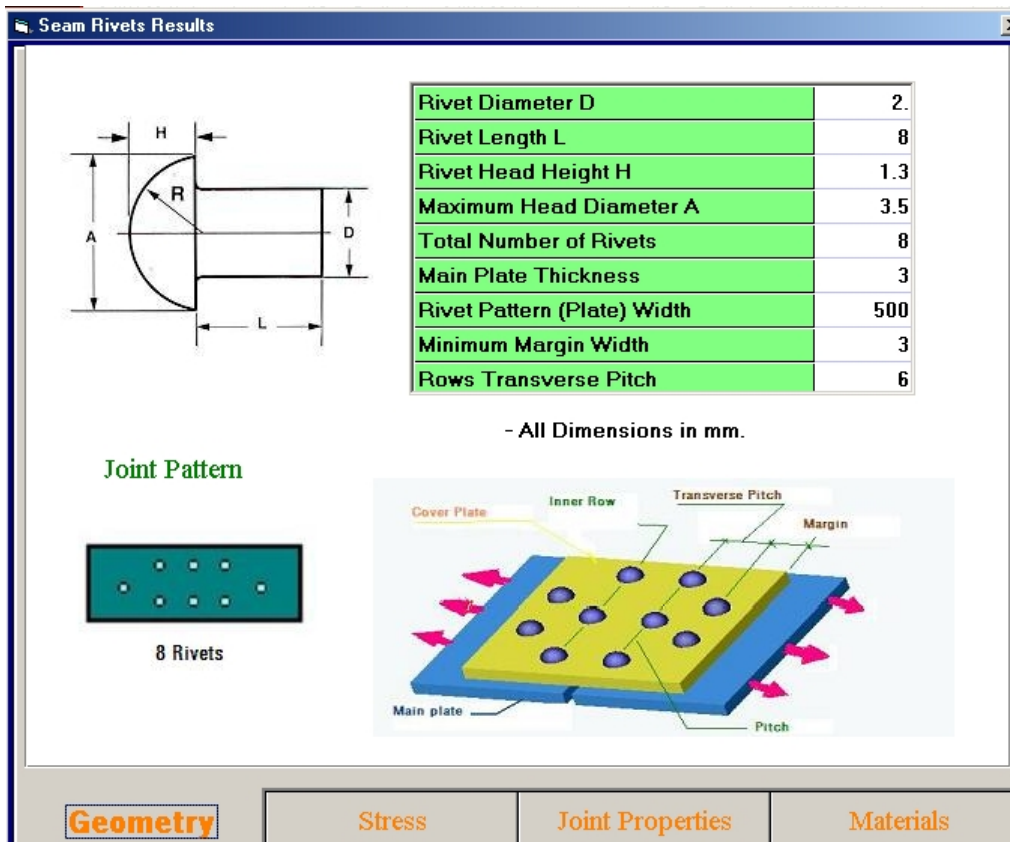 Seam Rivets Results
H
R
A
D
L
Rivet Diameter D 2.
Rivet Length L 8
Rivet Head Height H 1.3
Maximum Head Diameter A 3.5
Total Number of Rivets 8
Main Plate Thickness 3
Rivet Pattern (Plate) Width 500
Minimum Margin Width 3
Rows Transverse Pitch 6
- All Dimensions in mm.
Joint Pattern
8 Rivets
Transverse Pitch
Inner Row
Cover Plate
Margin
Main plate
Pitch
Geometry Stress Joint Properties Materials